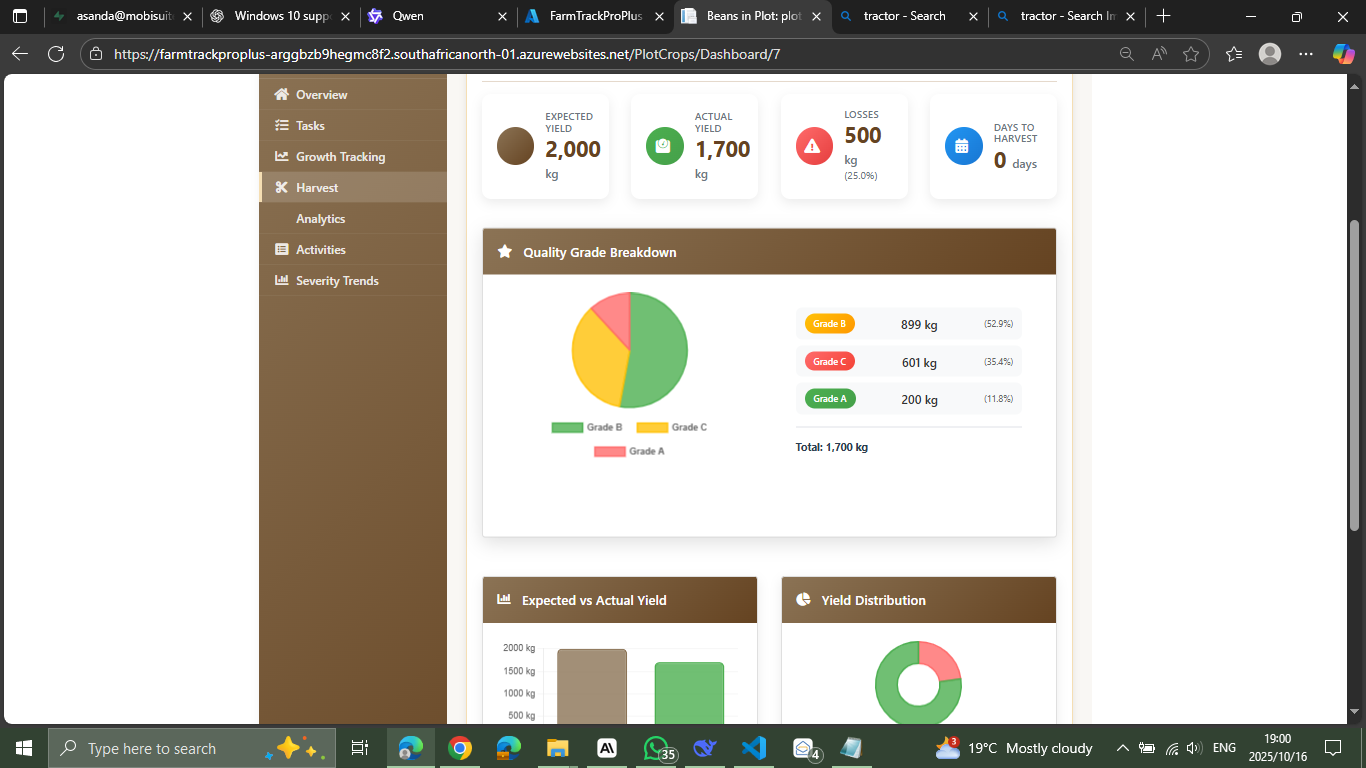 asanda@mobisuit
Windows 10 supp
Qwen
FarmTrackProPlus
Beans in Plot: plot
tractor - Search
tractor - Search Im
https://farmtrackproplus-arggbzb9hegmc8f2.southafricanorth-01.azurewebsites.net/PlotCrops/Dashboard/7
Overview
Tasks
Growth Tracking
Harvest
Analytics
Activities
Severity Trends
EXPECTED
YIELD
2,000
kg
ACTUAL
YIELD
1,700
kg
LOSSES
500
kg
(25.0%)
DAYS TO
HARVEST
0 days
Quality Grade Breakdown
Grade B
Grade C
Grade A
Grade B 899 kg (52.9%)
Grade C 601 kg (35.4%)
Grade A 200 kg (11.8%)
Total: 1,700 kg
Expected vs Actual Yield
2000 kg
1500 kg
1000 kg
500 kg
Yield Distribution
Type here to search
35
4
3
19°C Mostly cloudy
ENG
19:00
2025/10/16